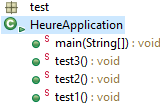 test
HeureApplication
main(String[]) : void
test3() : void
test2() : void
test1() : void